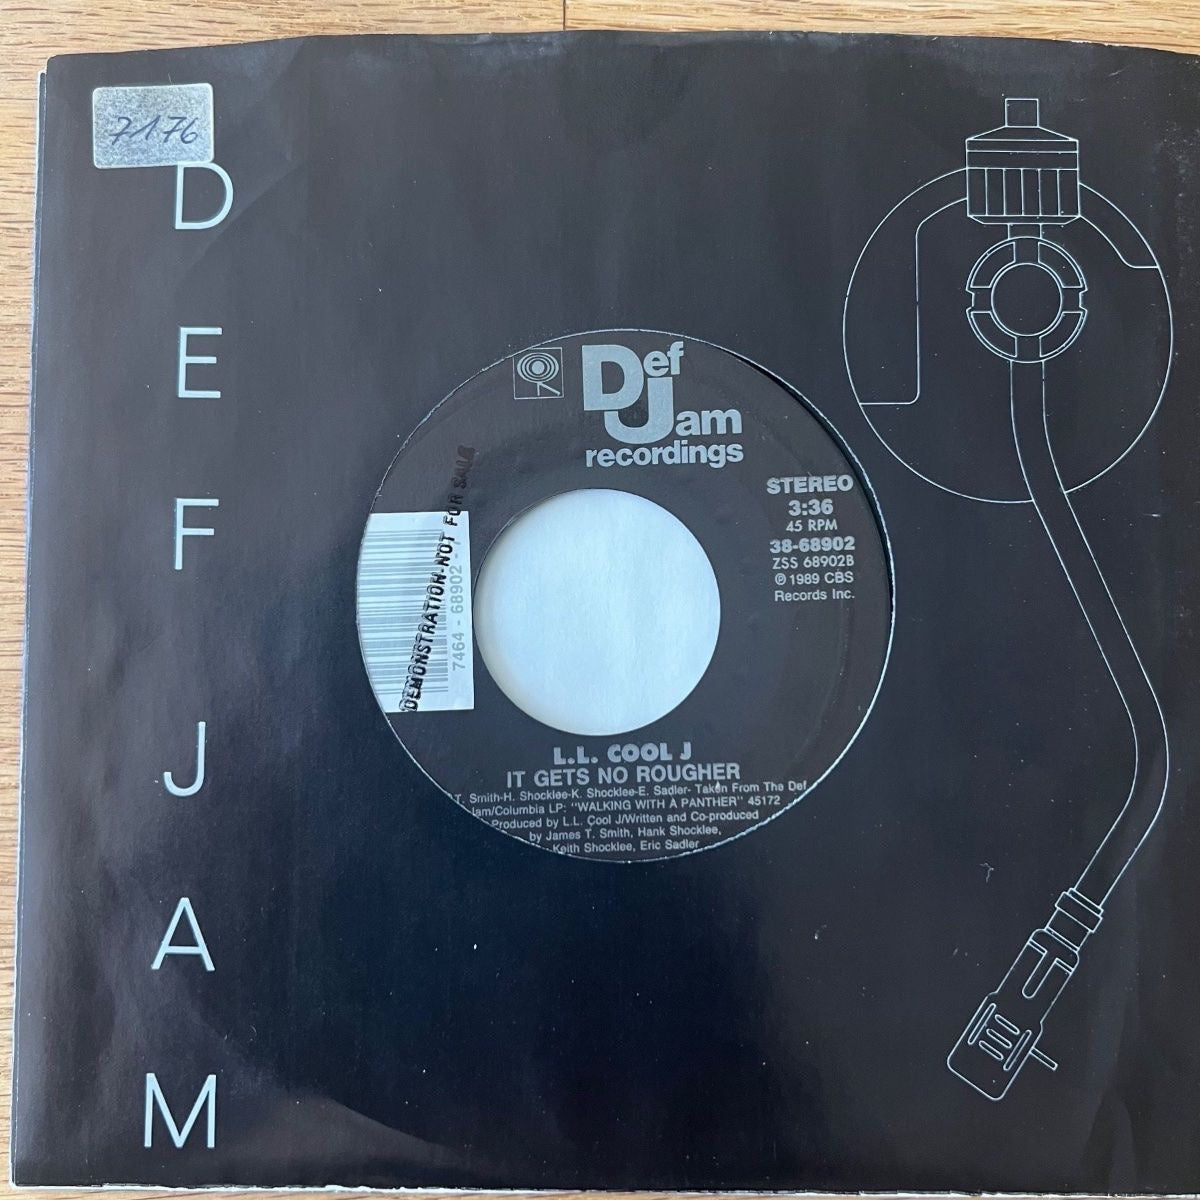 7176
D
E
F
J
A
M
Def
Jam
recordings
STEREO
3:36
45 RPM
38-68902
ZSS 68902B
℗ 1989 CBS
Records Inc.
DEMONSTRATION-NOT FOR SALE
7464-68902-
L.L. COOL J
IT GETS NO ROUGHER
T. Smith-H. Shocklee-K. Shocklee-E. Sadler- Taken From The Def
Jam/Columbia LP: "WALKING WITH A PANTHER" 45172
Produced by L.L. Cool J/Written and Co-produced
by James T. Smith, Hank Shocklee,
Keith Shocklee, Eric Sadler